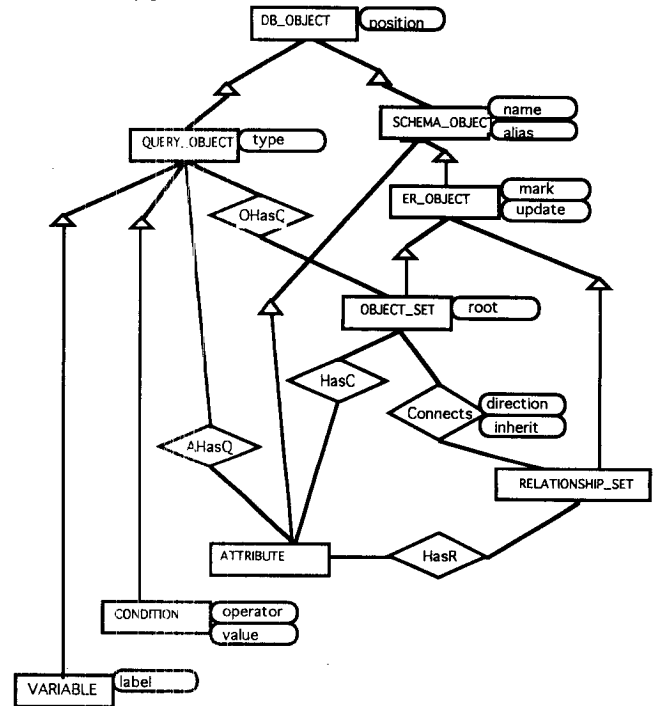 DB_OBJECT
position
QUERY_OBJECT
type
SCHEMA_OBJECT
name
alias
ER_OBJECT
mark
update
OHasQ
OBJECT_SET
root
HasC
Connects
direction
inherit
AHasQ
RELATIONSHIP_SET
ATTRIBUTE
HasR
CONDITION
operator
value
VARIABLE
label